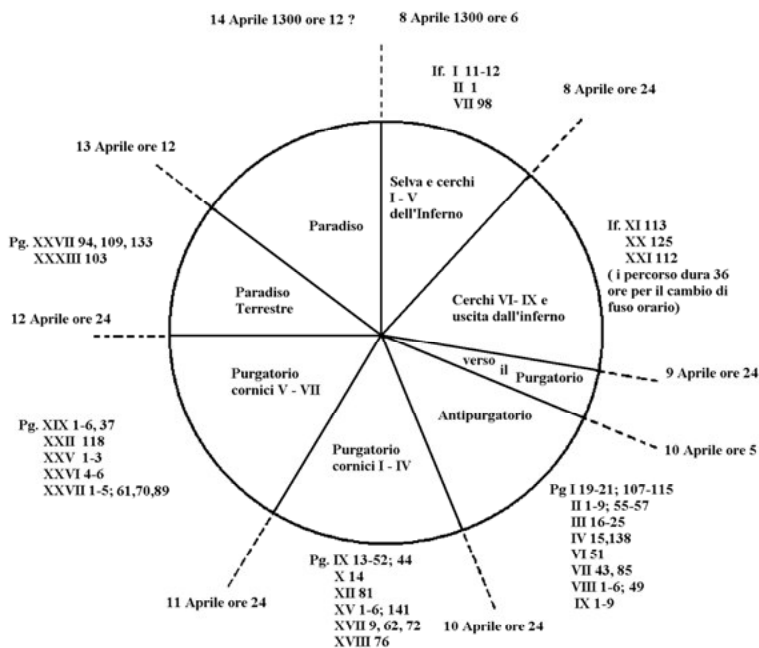 14 Aprile 1300 ore 12 ?
8 Aprile 1300 ore 6
If. I 11-12
II 1
VII 98
8 Aprile ore 24
13 Aprile ore 12
Selva e cerchi
I - V
dell'Inferno
Paradiso
Pg. XXVII 94, 109, 133
XXXIII 103
If. XI 113
XX 125
XXI 112
( i percorso dura 36
ore per il cambio di
fuso orario)
Paradiso
Terrestre
Cerchi VI- IX e
uscita dall'inferno
12 Aprile ore 24
verso
il
Purgatorio
9 Aprile ore 24
Purgatorio
cornici V - VII
Antipurgatorio
10 Aprile ore 5
Pg. XIX 1-6, 37
XXII 118
XXV 1-3
XXVI 4-6
XXVII 1-5; 61,70,89
Purgatorio
cornici I - IV
Pg I 19-21; 107-115
II 1-9; 55-57
III 16-25
IV 15,138
VI 51
VII 43, 85
VIII 1-6; 49
IX 1-9
11 Aprile ore 24
Pg. IX 13-52; 44
X 14
XII 81
XV 1-6; 141
XVII 9, 62, 72
XVIII 76
10 Aprile ore 24